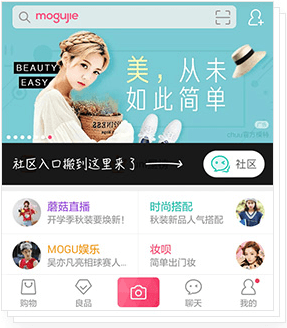 mogujie
BEAUTY
EASY
美，从未
如此简单
广告
社区入口搬到这里来了
社区
蘑菇直播
开学季秋装要焕新！
时尚搭配
秋装新品人气搭配
MOGU娱乐
吴亦凡亮相球赛人...
妆呗
简单出门妆
购物
良品
聊天
我的